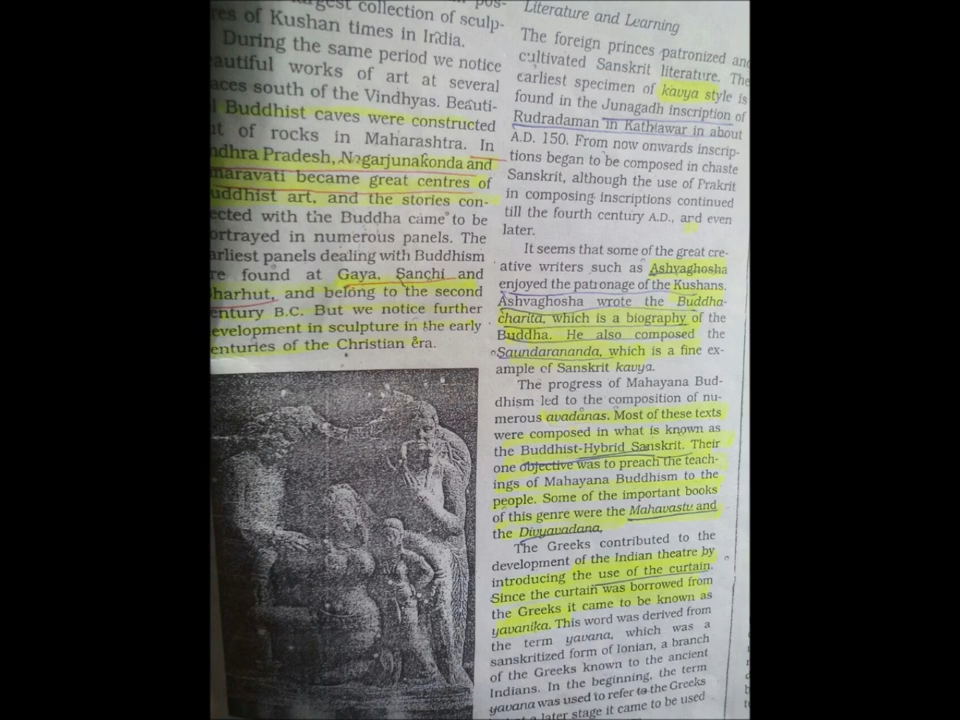 largest collection of sculp-
of Kushan times in India.
During the same period we notice
works of art at several
south of the Vindhyas. Beauti-
Buddhist caves were constructed
of rocks in Maharashtra. In
Pradesh, Nagarjunakonda and
became great centres of
art, and the stories con-
with the Buddha came to be
in numerous panels. The
panels dealing with Buddhism
found at Gaya, Sanchi and
and belong to the second
B.C. But we notice further
in sculpture in the early
of the Christian era.
Literature and Learning
The foreign princes patronized and
cultivated Sanskrit literature. The
earliest specimen of kavya style is
found in the Junagadh inscription of
Rudradaman in Kathiawar in about
A.D. 150. From now onwards inscrip-
tions began to be composed in chaste
Sanskrit, although the use of Prakrit
in composing inscriptions continued
till the fourth century A.D., and even
later.
It seems that some of the great cre-
ative writers such as Ashvaghosha
enjoyed the patronage of the Kushans.
Ashvaghosha wrote the Buddha-
charita, which is a biography of the
Buddha. He also composed the
Saundarananda, which is a fine ex-
ample of Sanskrit kavya.
The progress of Mahayana Bud-
dhism led to the composition of nu-
merous avadanas. Most of these texts
were composed in what is known as
the Buddhist-Hybrid Sanskrit. Their
one objective was to preach the teach-
ings of Mahayana Buddhism to the
people. Some of the important books
of this genre were the Mahavastu and
the Divyavadana.
The Greeks contributed to the
development of the Indian theatre by
introducing the use of the curtain.
Since the curtain was borrowed from
the Greeks it came to be known as
yavanika. This word was derived from
the term yavana, which was a
sanskritized form of Ionian, a branch
of the Greeks known to the ancient
Indians. In the beginning, the term
yavana was used to refer to the Greeks
a later stage it came to be used